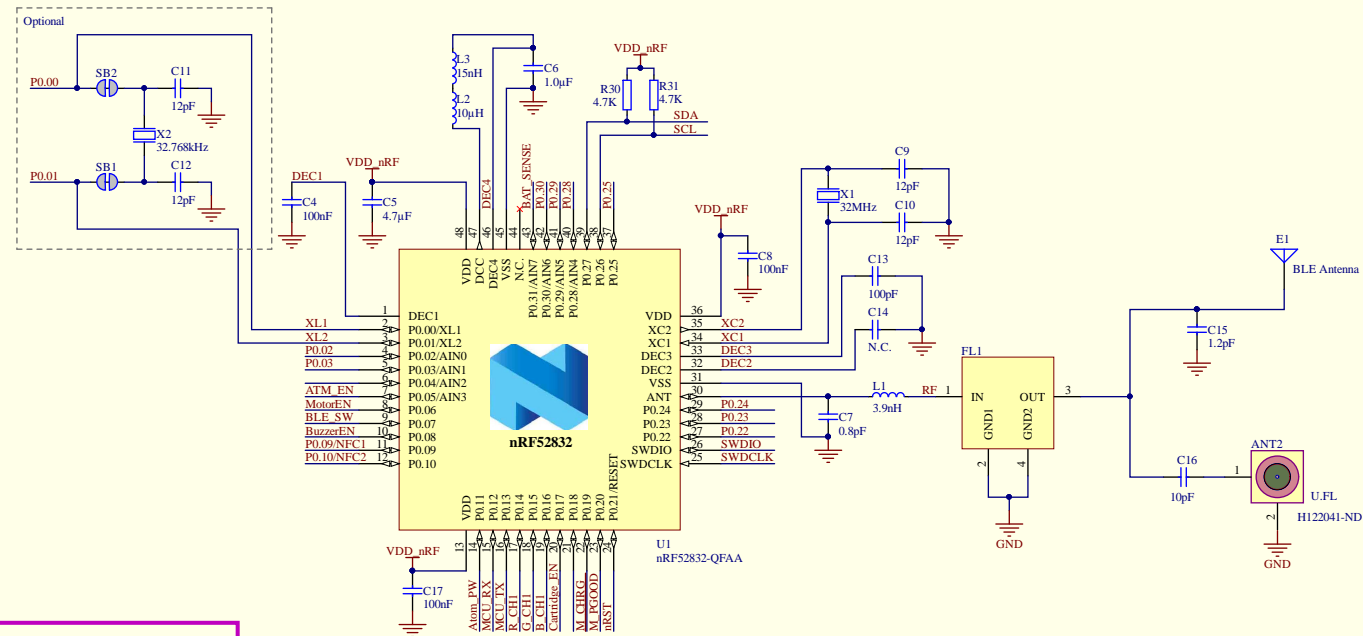 Optional
P0.00
SB2
C11
12pF
X2
32.768kHz
P0.01
SB1
C12
12pF
L3
15nH
L2
10µH
C6
1.0µF
VDD_nRF
R30
4.7K
R31
4.7K
SDA
SCL
DEC1
C4
100nF
VDD_nRF
C5
4.7µF
DEC4
BAT_SENSE
P0.30
P0.29
P0.28
P0.25
48
47
46
45
44
43
42
41
40
39
38
37
VDD
DCC
DEC4
VSS
N.C.
P0.31/AIN7
P0.30/AIN6
P0.29/AIN5
P0.28/AIN4
P0.27
P0.26
P0.25
VDD_nRF
C8
100nF
C9
12pF
X1
32MHz
C10
12pF
C13
100pF
C14
N.C.
XL1
XL2
P0.02
P0.03
ATM_EN
MotorEN
BLE_SW
BuzzerEN
P0.09/NFC1
P0.10/NFC2
1
2
3
4
5
6
7
8
9
10
11
12
DEC1
P0.00/XL1
P0.01/XL2
P0.02/AIN0
P0.03/AIN1
P0.04/AIN2
P0.05/AIN3
P0.06
P0.07
P0.08
P0.09
P0.10
nRF52832
VDD
XC2
XC1
DEC3
DEC2
VSS
ANT
P0.24
P0.23
P0.22
SWDIO
SWDCLK
36
35
34
33
32
31
30
29
28
27
26
25
XC2
XC1
DEC3
DEC2
P0.24
P0.23
P0.22
SWDIO
SWDCLK
C7
0.8pF
L1
3.9nH
RF
1
FL1
IN
OUT
GND1
GND2
2
4
3
GND
E1
BLE Antenna
C15
1.2pF
C16
10pF
ANT2
1
U.FL
2
H122041-ND
GND
VDD
P0.11
P0.12
P0.13
P0.14
P0.15
P0.16
P0.17
P0.18
P0.19
P0.20
P0.21/RESET
13
14
15
16
17
18
19
20
21
22
23
24
U1
nRF52832-QFAA
VDD_nRF
C17
100nF
Atom_PW
MCU_RX
MCU_TX
R_CH1
G_CH1
B_CH1
Cartridge_EN
M_CHRG
M_PGOOD
nRST